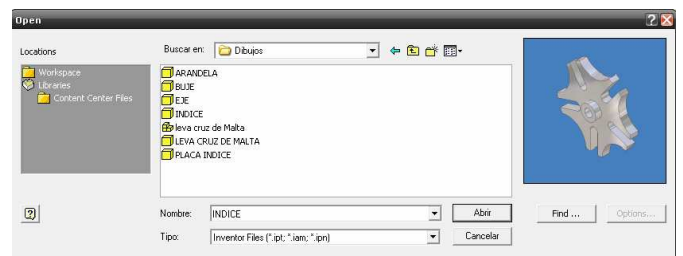 Open
Locations
Workspace
Libraries
Content Center Files
Buscar en:
Dibujos
ARANDELA
BUJE
EJE
INDICE
leva cruz de Malta
LEVA CRUZ DE MALTA
PLACA INDICE
Nombre:
INDICE
Abrir
Find ...
Options...
Tipo:
Inventor Files (*.ipt; *.iam; *.ipn)
Cancelar